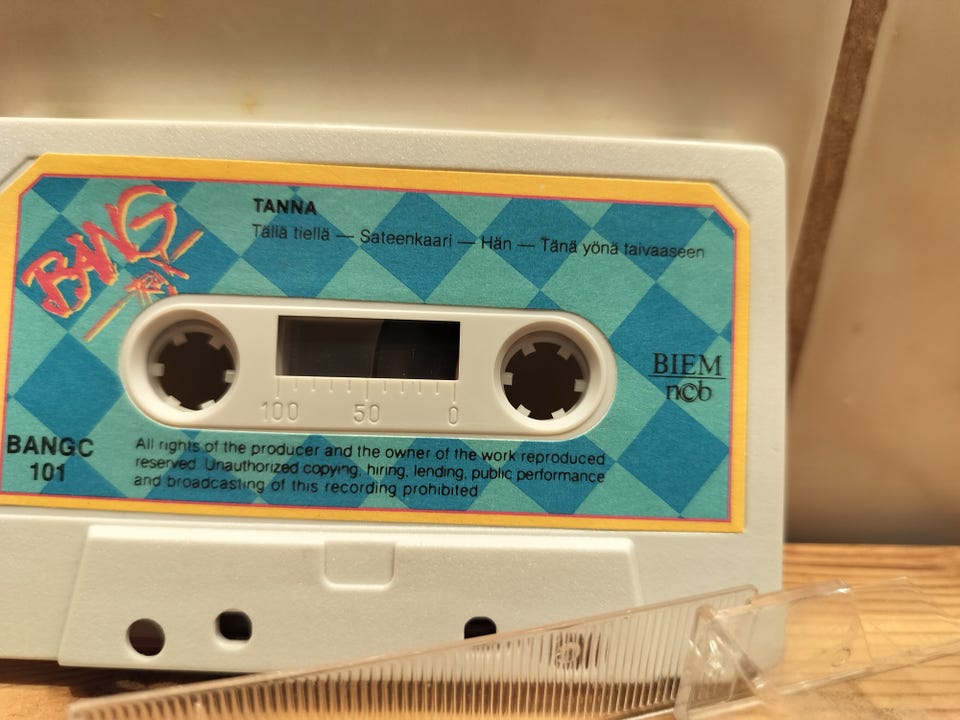 BANG!
TANNA
Tällä tiellä — Sateenkaari — Hän — Tänä yönä taivaaseen
100 50 0
BIEM
n©b
BANGC
101
All rights of the producer and the owner of the work reproduced
reserved. Unauthorized copying, hiring, lending, public performance
and broadcasting of this recording prohibited